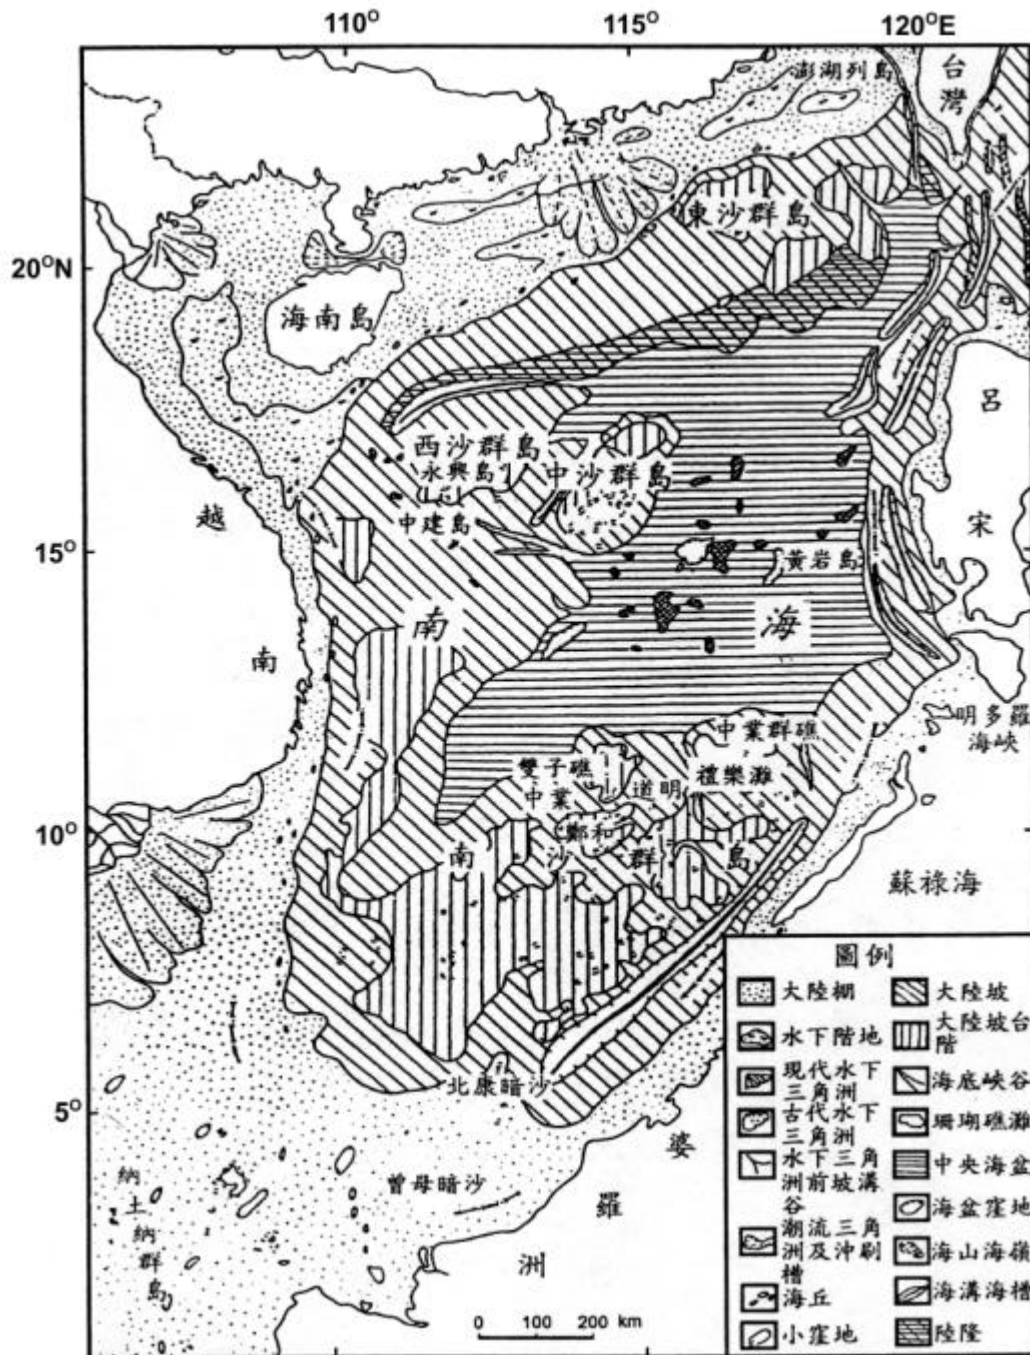 110°
115°
120°E
20°N
15°
10°
5°
澎湖列島
台灣
東沙群島
海南島
呂
西沙群島
永興島
中沙群島
越
中建島
宋
黃岩島
南
海
南
明多羅海峽
中業群礁
雙子礁
道明
禮樂灘
中業
鄭和
南沙群島
蘇祿海
北康暗沙
婆
曾母暗沙
羅
納土納群島
洲
0 100 200 km
圖例
大陸棚
水下階地
現代水下
三角洲
古代水下
三角洲
水下三角
洲前坡溝
谷
潮流三角
洲及沖刷
槽
海丘
小窪地
大陸坡
大陸坡台
階
海底峽谷
珊瑚礁灘
中央海盆
海盆窪地
海山海嶺
海溝海槽
陸隆